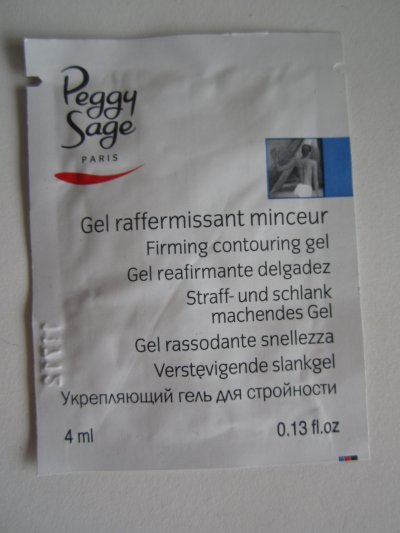 Peggy
Sage
PARIS
Gel raffermissant minceur
Firming contouring gel
Gel reafirmante delgadez
Straff- und schlank
machendes Gel
Gel rassodante snellezza
Verstęvigende slankgel
Укрепляющий гель для стройности
4 ml 0.13 fl.oz